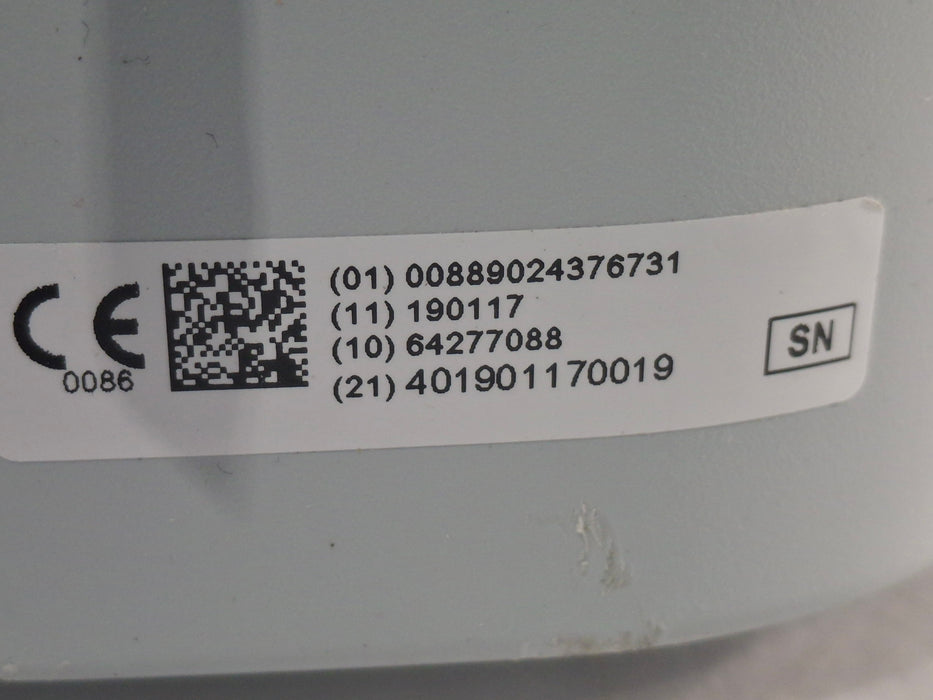 CE
0086
(01) 00889024376731
(11) 190117
(10) 64277088
(21) 401901170019
SN